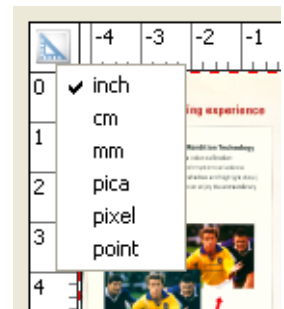 -4 -3 -2 -1
0
inch
ing experience
cm
1
mm
2
pica
pixel
3
point
4